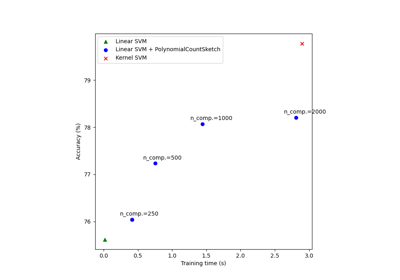 Linear SVM
Linear SVM + PolynomialCountSketch
Kernel SVM
79
n_comp.=2000
n_comp.=1000
78
n_comp.=500
77
n_comp.=250
76
Accuracy (%)
0.0 0.5 1.0 1.5 2.0 2.5 3.0
Training time (s)